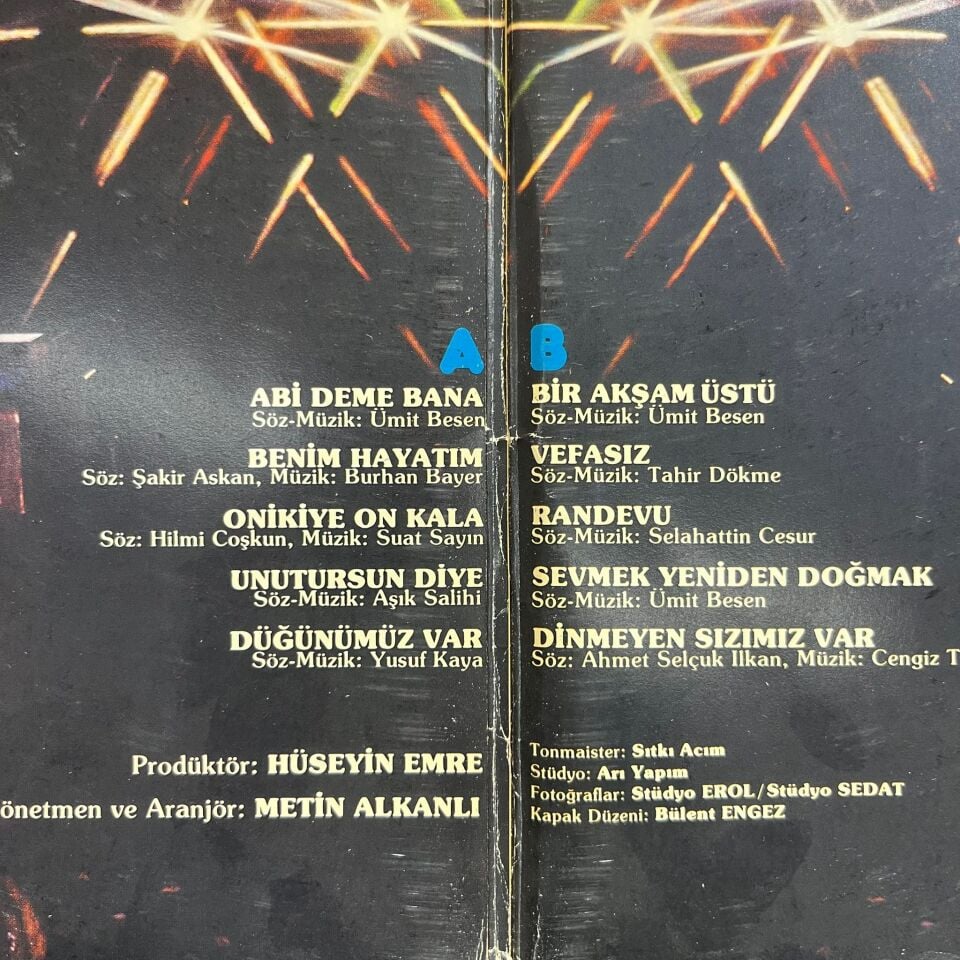 A
ABİ DEME BANA
Söz-Müzik: Ümit Besen
BENİM HAYATIM
Söz: Şakir Askan, Müzik: Burhan Bayer
ONİKİYE ON KALA
Söz: Hilmi Coşkun, Müzik: Suat Sayın
UNUTURSUN DİYE
Söz-Müzik: Aşık Salihi
DÜĞÜNÜMÜZ VAR
Söz-Müzik: Yusuf Kaya
B
BİR AKŞAM ÜSTÜ
Söz-Müzik: Ümit Besen
VEFASIZ
Söz-Müzik: Tahir Dökme
RANDEVU
Söz-Müzik: Selahattin Cesur
SEVMEK YENİDEN DOĞMAK
Söz-Müzik: Ümit Besen
DİNMEYEN SIZIMIZ VAR
Söz: Ahmet Selçuk Ilkan, Müzik: Cengiz
Prodüktör: HÜSEYİN EMRE
ve Aranjör: METİN ALKANLI
Tonmaister: Sıtkı Acım
Stüdyo: Arı Yapım
Fotoğraflar: Stüdyo EROL/Stüdyo SEDAT
Kapak Düzeni: Bülent ENGEZ